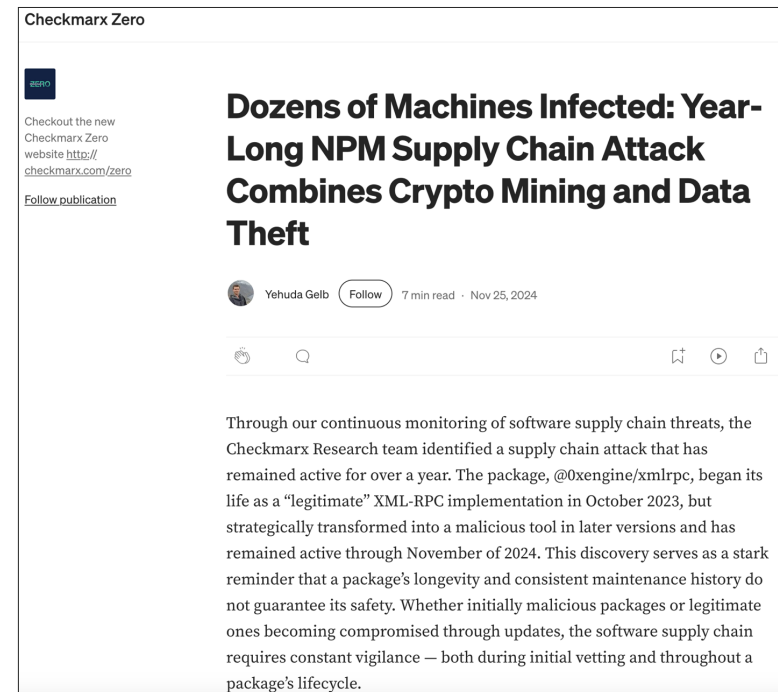 Checkmarx Zero
ZERO
Checkout the new
Checkmarx Zero
website http://
checkmarx.com/zero
Follow publication
Dozens of Machines Infected: Year-
Long NPM Supply Chain Attack
Combines Crypto Mining and Data
Theft
Yehuda Gelb Follow 7 min read · Nov 25, 2024
Through our continuous monitoring of software supply chain threats, the
Checkmarx Research team identified a supply chain attack that has
remained active for over a year. The package, @0xengine/xmlrpc, began its
life as a “legitimate” XML-RPC implementation in October 2023, but
strategically transformed into a malicious tool in later versions and has
remained active through November of 2024. This discovery serves as a stark
reminder that a package’s longevity and consistent maintenance history do
not guarantee its safety. Whether initially malicious packages or legitimate
ones becoming compromised through updates, the software supply chain
requires constant vigilance — both during initial vetting and throughout a
package’s lifecycle.